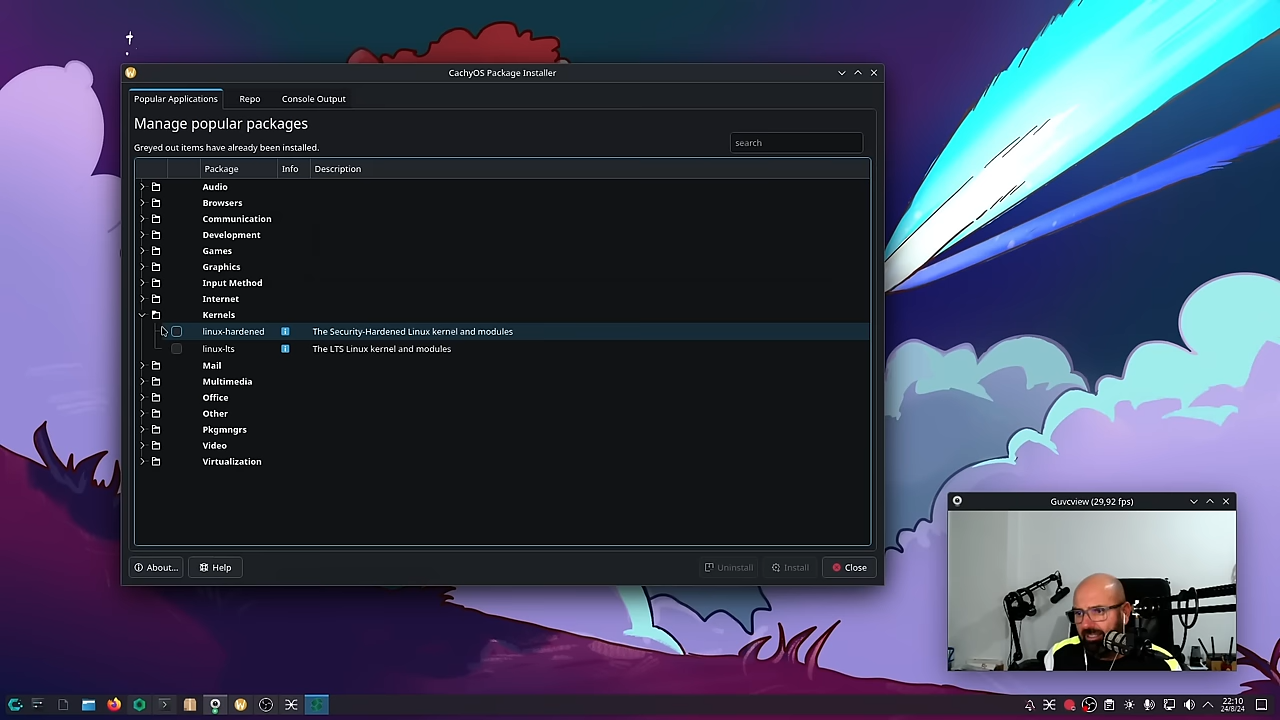 CachyOS Package Installer
Popular Applications
Repo
Console Output
Manage popular packages
Greyed out items have already been installed.
search
Package
Info
Description
Audio
Browsers
Communication
Development
Games
Graphics
Input Method
Internet
Kernels
linux-hardened
The Security-Hardened Linux kernel and modules
linux-lts
The LTS Linux kernel and modules
Mail
Multimedia
Office
Other
Pkgmngrs
Video
Virtualization
About...
Help
Uninstall
Install
Close
Guvcview (29,92 fps)
22:10
24/8/24